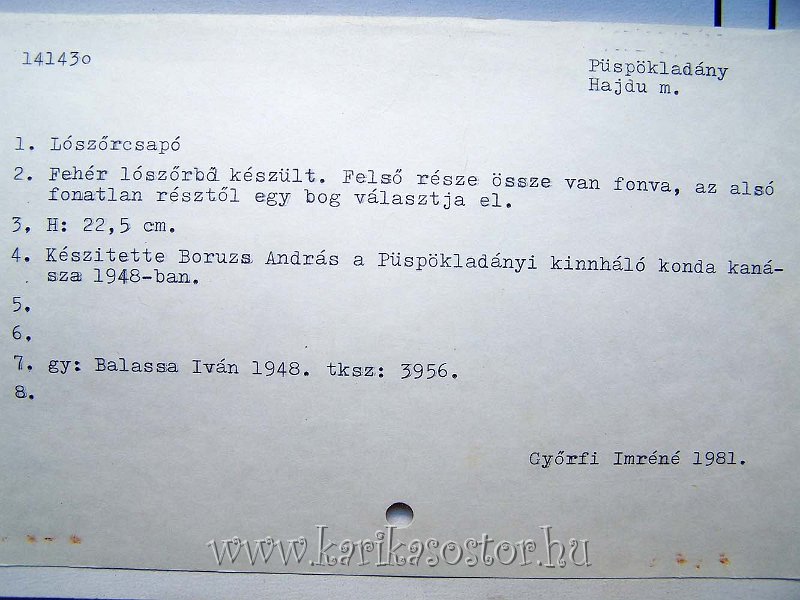 14143o
Püspökladány
Hajdu m.
1. Lószőrcsapó
2. Fehér lószőrből készült. Felső része össze van fonva, az alsó
fonatlan résztől egy bog választja el.
3, H: 22,5 cm.
4. Készitette Boruzs András a Püspökladányi kinnháló konda kaná-
sza 1948-ban.
5.
6.
7. gy: Balassa Iván 1948. tksz: 3956.
8.
Győrfi Imréné 1981.
www.karikasostor.hu